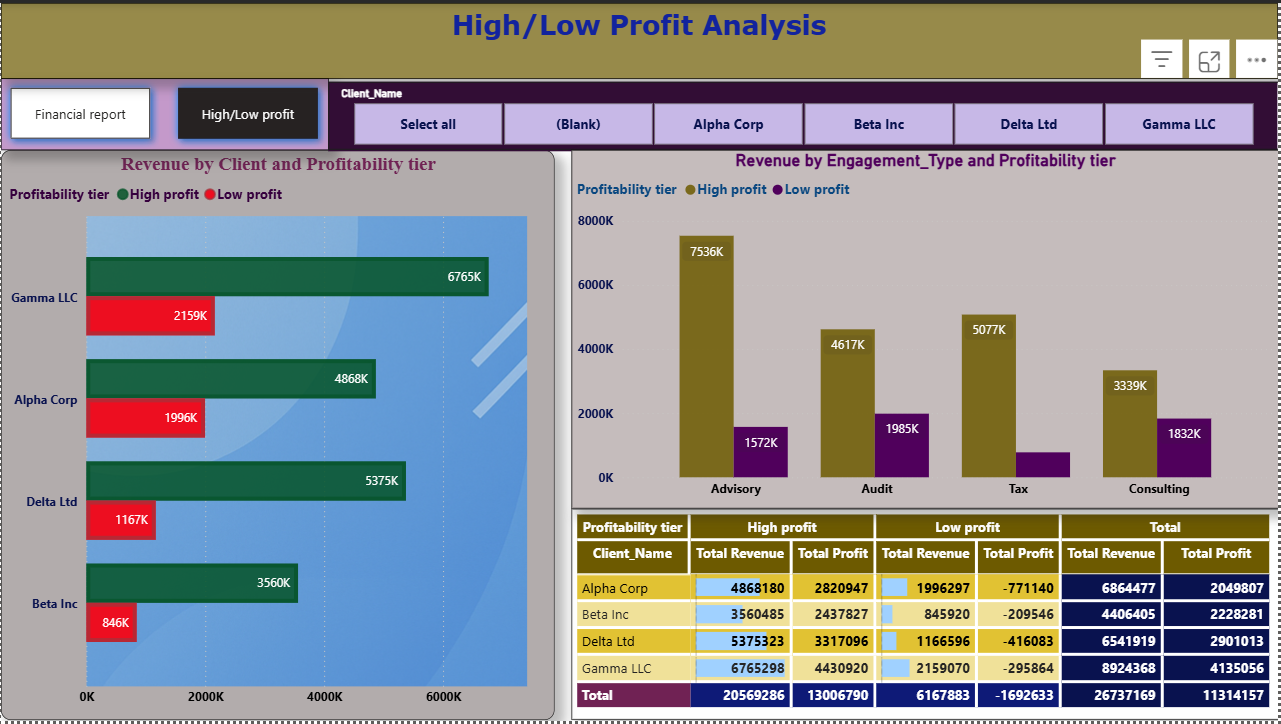 High/Low Profit Analysis
Financial report
High/Low profit
Client_Name
Select all
(Blank)
Alpha Corp
Beta Inc
Delta Ltd
Gamma LLC
Revenue by Client and Profitability tier
Profitability tier High profit Low profit
Gamma LLC
6765K
2159K
Alpha Corp
4868K
1996K
Delta Ltd
5375K
1167K
Beta Inc
3560K
846K
0K 2000K 4000K 6000K
Revenue by Engagement_Type and Profitability tier
Profitability tier High profit Low profit
8000K
6000K
4000K
2000K
0K
7536K
1572K
4617K
1985K
5077K
3339K
1832K
Advisory Audit Tax Consulting
Profitability tier High profit Low profit Total
Client_Name Total Revenue Total Profit Total Revenue Total Profit Total Revenue Total Profit
Alpha Corp 4868180 2820947 1996297 -771140 6864477 2049807
Beta Inc 3560485 2437827 845920 -209546 4406405 2228281
Delta Ltd 5375323 3317096 1166596 -416083 6541919 2901013
Gamma LLC 6765298 4430920 2159070 -295864 8924368 4135056
Total 20569286 13006790 6167883 -1692633 26737169 11314157